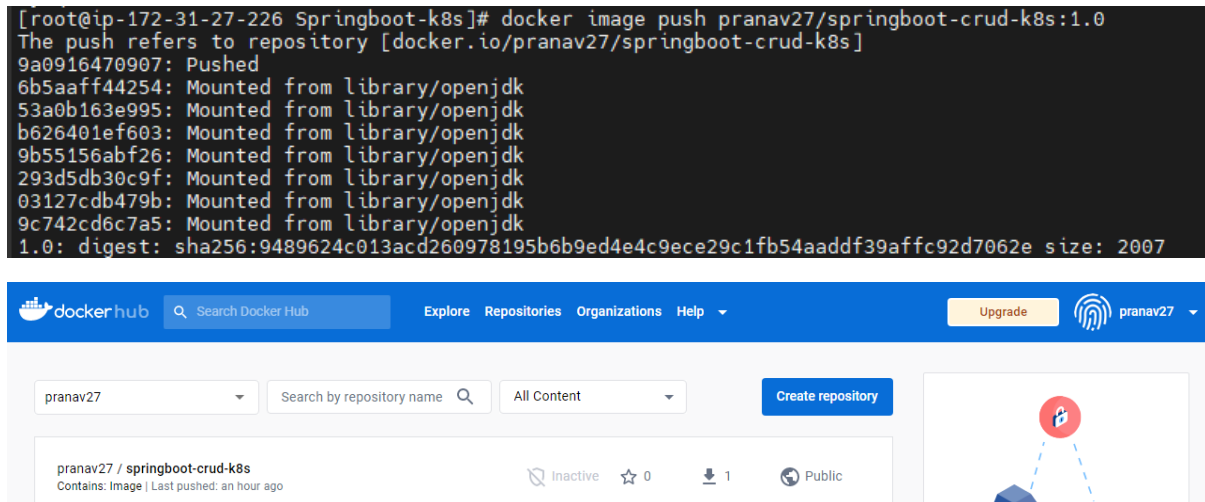 [root@ip-172-31-27-226 Springboot-k8s]# docker image push pranav27/springboot-crud-k8s:1.0
The push refers to repository [docker.io/pranav27/springboot-crud-k8s]
9a0916470907: Pushed
6b5aaff44254: Mounted from library/openjdk
53a0b163e995: Mounted from library/openjdk
b626401ef603: Mounted from library/openjdk
9b55156abf26: Mounted from library/openjdk
293d5db30c9f: Mounted from library/openjdk
03127cdb479b: Mounted from library/openjdk
9c742cd6c7a5: Mounted from library/openjdk
1.0: digest: sha256:9489624c013acd260978195b6b9ed4e4c9ece29c1fb54aaddf39affc92d7062e size: 2007
dockerhub Search Docker Hub Explore Repositories Organizations Help Upgrade pranav27
pranav27 Search by repository name All Content Create repository
pranav27 / springboot-crud-k8s Inactive 0 1 Public
Contains: Image | Last pushed: an hour ago